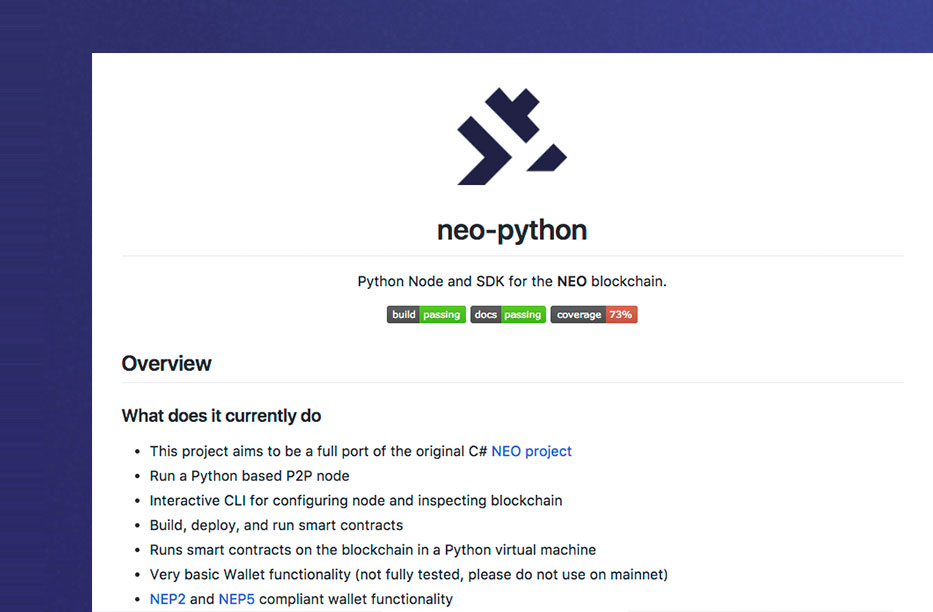 neo-python
Python Node and SDK for the NEO blockchain.
build passing docs passing coverage 73%
Overview
What does it currently do
• This project aims to be a full port of the original C# NEO project
• Run a Python based P2P node
• Interactive CLI for configuring node and inspecting blockchain
• Build, deploy, and run smart contracts
• Runs smart contracts on the blockchain in a Python virtual machine
• Very basic Wallet functionality (not fully tested, please do not use on mainnet)
• NEP2 and NEP5 compliant wallet functionality